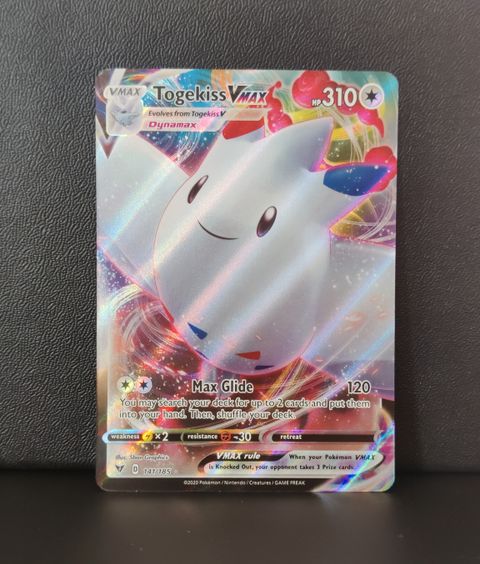 VMAX Togekiss VMAX HP 310
Evolves from Togekiss V
Dynamax
Max Glide 120
You may search your deck for up to 2 cards and put them
into your hand. Then, shuffle your deck.
weakness ×2 resistance -30 retreat
Illus. 5ban Graphics
VMAX rule When your Pokémon VMAX
is Knocked Out, your opponent takes 3 Prize cards.
D 141/185
©2020 Pokémon / Nintendo / Creatures / GAME FREAK